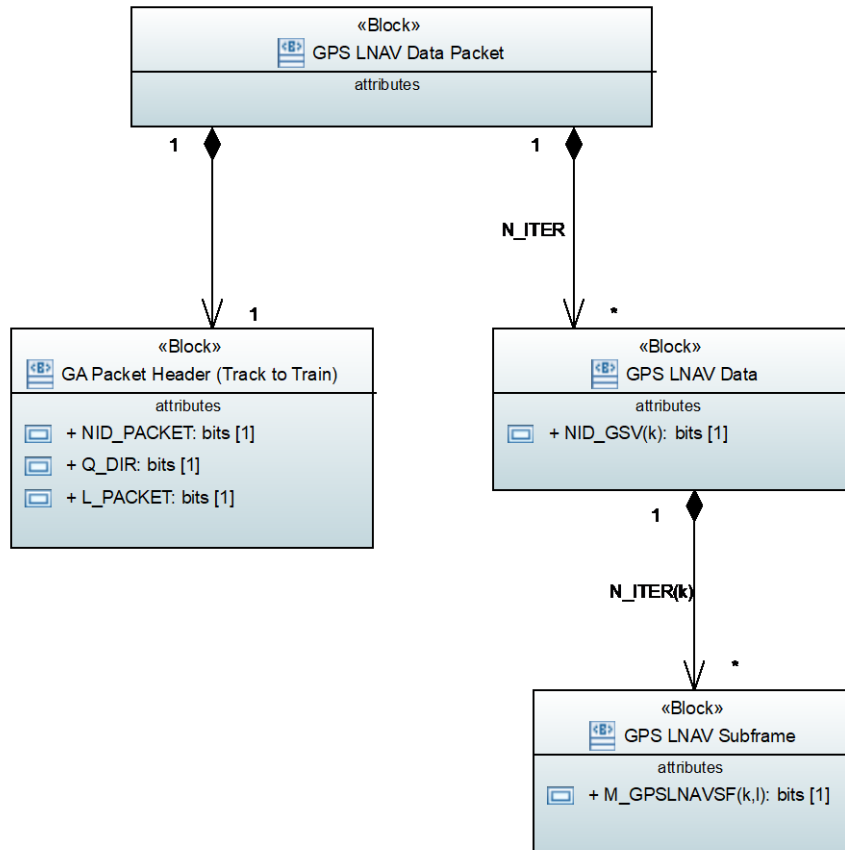 «Block»
GPS LNAV Data Packet
attributes
1
1
N_ITER
1
*
«Block»
GA Packet Header (Track to Train)
attributes
+ NID_PACKET: bits [1]
+ Q_DIR: bits [1]
+ L_PACKET: bits [1]
«Block»
GPS LNAV Data
attributes
+ NID_GSV(k): bits [1]
1
N_ITER(k)
*
«Block»
GPS LNAV Subframe
attributes
+ M_GPSLNAVSF(k,l): bits [1]